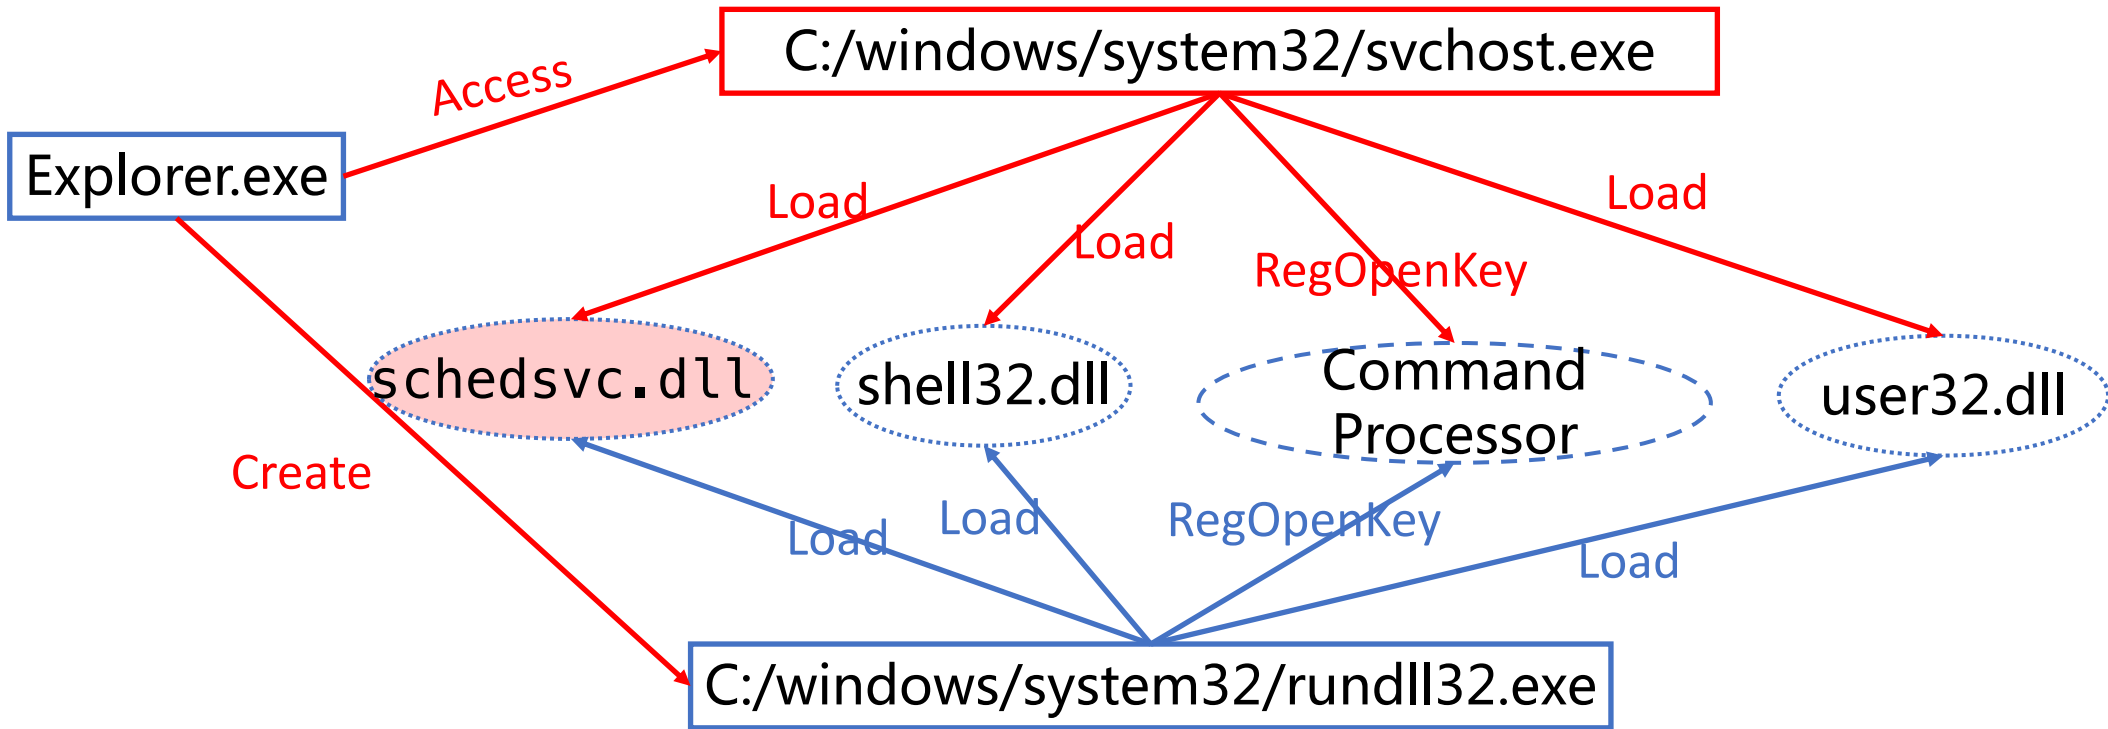 C:/windows/system32/svchost.exe
Access
Explorer.exe
Load
Load
RegOpenKey
Load
schedsvc.dll
shell32.dll
Command
Processor
user32.dll
Create
Load
Load
RegOpenKey
Load
C:/windows/system32/rundll32.exe